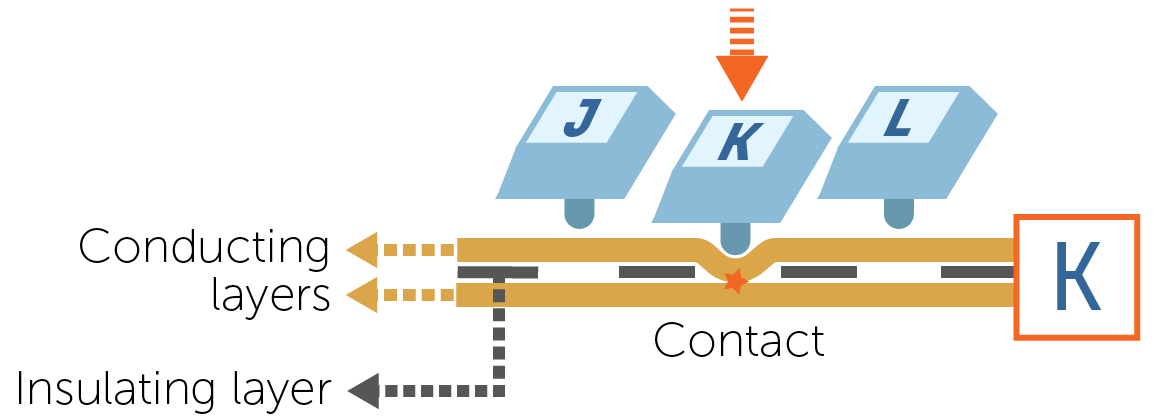 J
K
L
Conducting
layers
K
Contact
Insulating layer